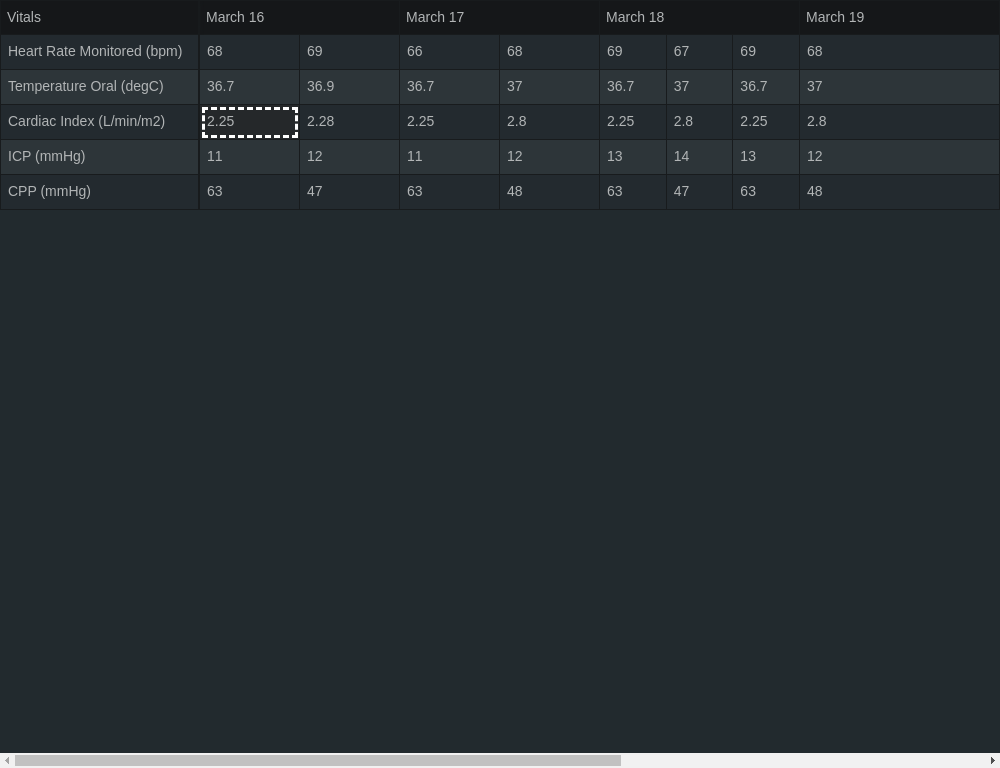 Vitals March 16 March 17 March 18 March 19
Heart Rate Monitored (bpm) 68 69 66 68 69 67 69 68
Temperature Oral (degC) 36.7 36.9 36.7 37 36.7 37 36.7 37
Cardiac Index (L/min/m2) 2.25 2.28 2.25 2.8 2.25 2.8 2.25 2.8
ICP (mmHg) 11 12 11 12 13 14 13 12
CPP (mmHg) 63 47 63 48 63 47 63 48